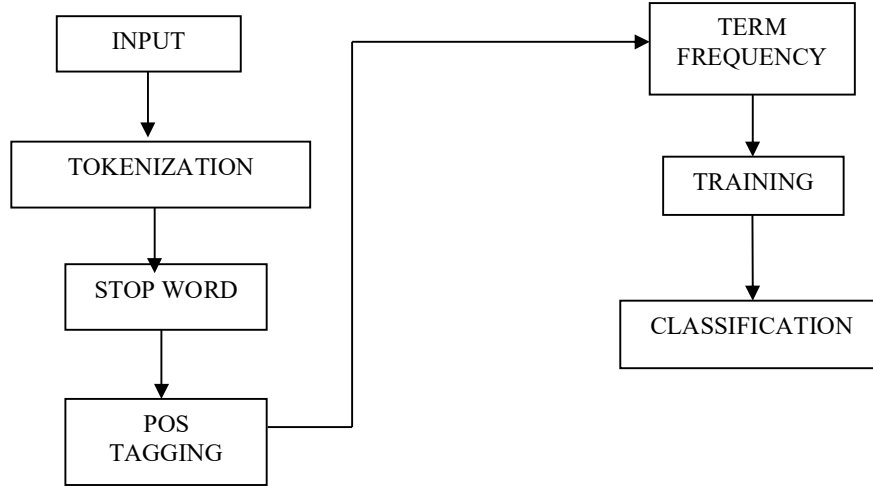 INPUT
TOKENIZATION
STOP WORD
POS
TAGGING
TERM
FREQUENCY
TRAINING
CLASSIFICATION